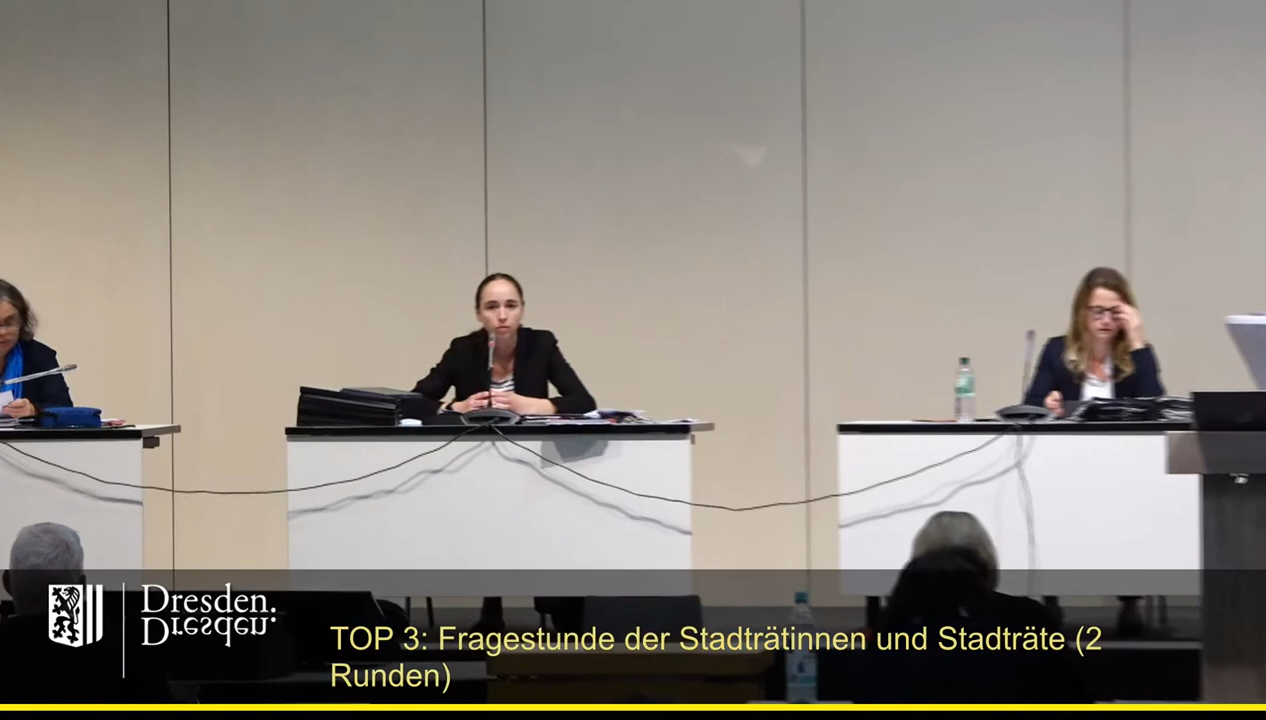 Dresden.
Dresden.
TOP 3: Fragestunde der Stadträtinnen und Stadträte (2
Runden)